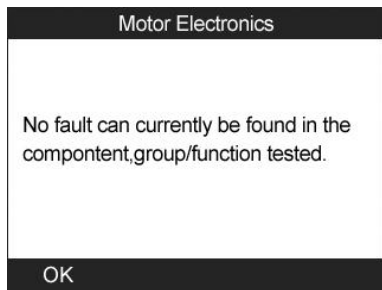 Motor Electronics
No fault can currently be found in the
compontent,group/function tested.
OK